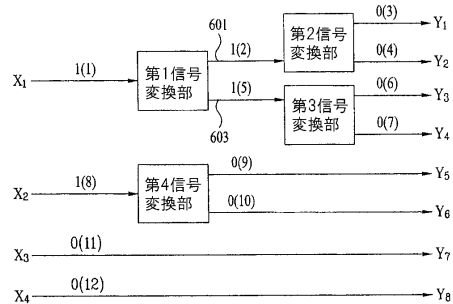 601
0(3)
Y1
第2信号
変換部
1(2)
0(4)
Y2
X1
1(1)
第1信号
変換部
1(5)
603
第3信号
変換部
0(6)
Y3
0(7)
Y4
X2
1(8)
第4信号
変換部
0(9)
Y5
0(10)
Y6
X3
0(11)
Y7
X4
0(12)
Y8